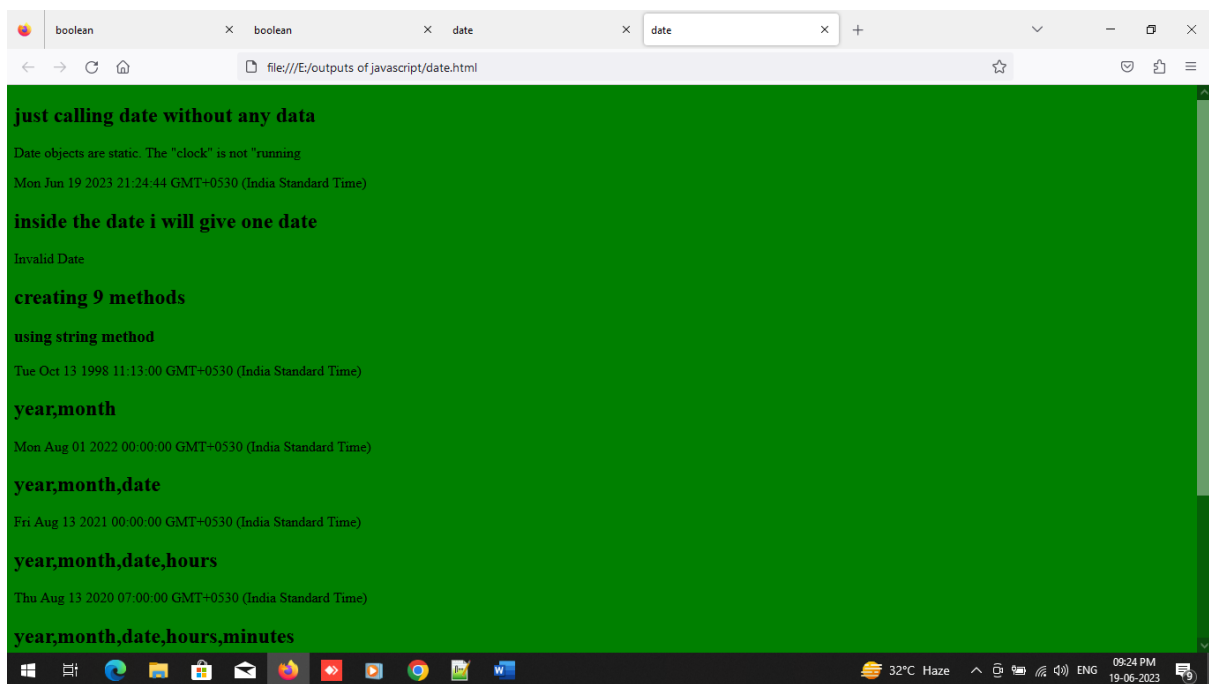 boolean
boolean
date
date
file:///E:/outputs of javascript/date.html
just calling date without any data
Date objects are static. The "clock" is not "running
Mon Jun 19 2023 21:24:44 GMT+0530 (India Standard Time)
inside the date i will give one date
Invalid Date
creating 9 methods
using string method
Tue Oct 13 1998 11:13:00 GMT+0530 (India Standard Time)
year,month
Mon Aug 01 2022 00:00:00 GMT+0530 (India Standard Time)
year,month,date
Fri Aug 13 2021 00:00:00 GMT+0530 (India Standard Time)
year,month,date,hours
Thu Aug 13 2020 07:00:00 GMT+0530 (India Standard Time)
year,month,date,hours,minutes
32°C Haze
ENG
09:24 PM
19-06-2023
9